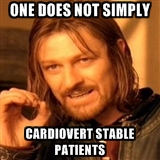 ONE DOES NOT SIMPLY
CARDIOVERT STABLE
PATIENTS